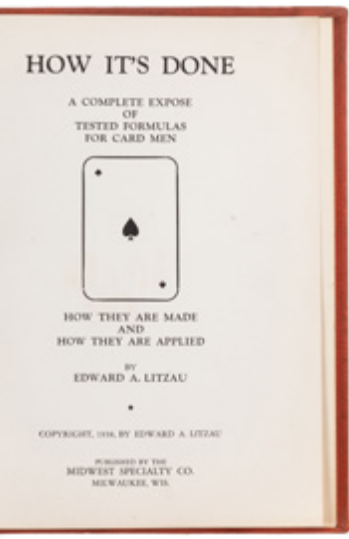 HOW IT'S DONE
A COMPLETE EXPOSE
OF
TESTED FORMULAS
FOR CARD MEN
HOW THEY ARE MADE
AND
HOW THEY ARE APPLIED
BY
EDWARD A. LITZAU
COPYRIGHT, BY EDWARD A LITZAU
PUBLISHED BY THE
MIDWEST SPECIALTY CO.
MILWAUKEE, WIS.